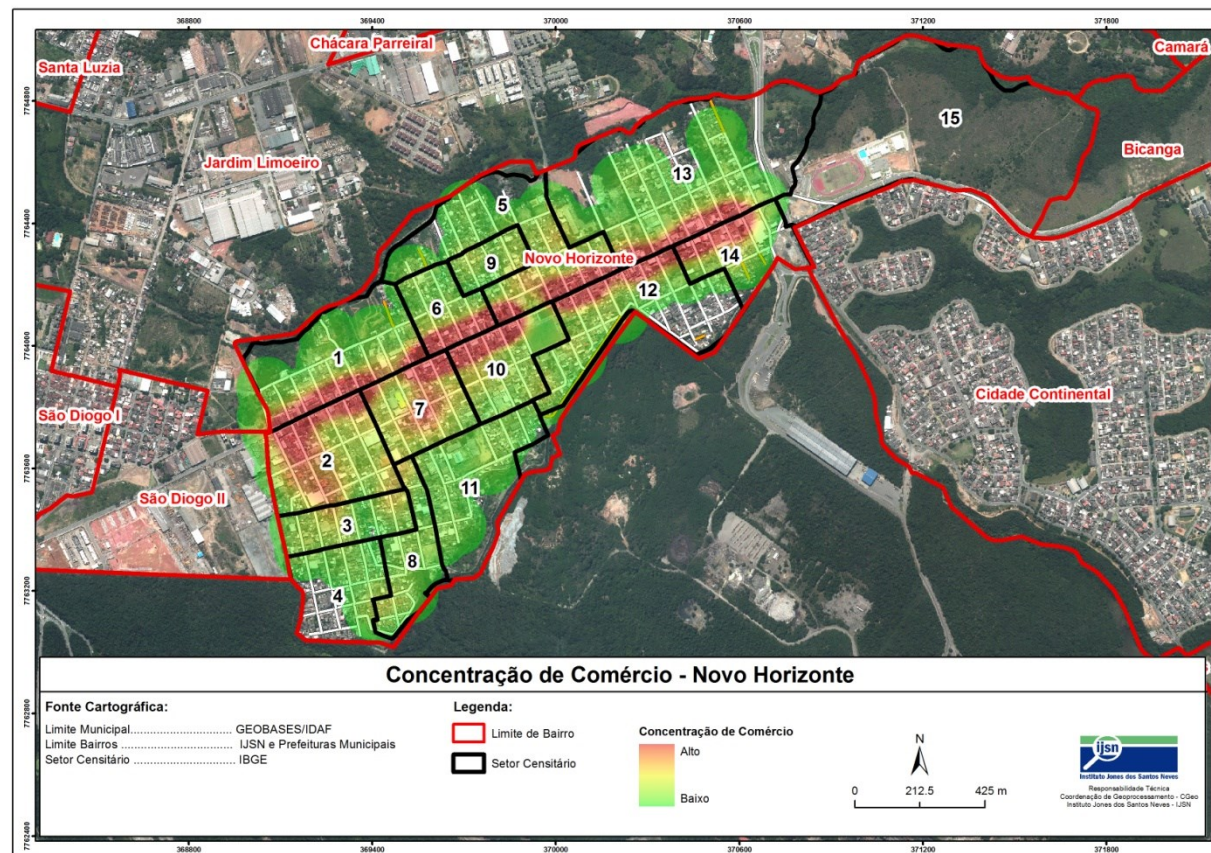 368800 369400 370000 370600 371200 371800
Chácara Parreiral
Camará
Santa Luzia
7764800
15
Jardim Limoeiro
Bicanga
13
5
7764400
9
Novo Horizonte
14
6
12
7764000
1
10
Cidade Continental
7
São Diogo I
2
7763600
São Diogo II
11
3
8
7763200
4
Concentração de Comércio - Novo Horizonte
Fonte Cartográfica:
Limite Municipal.............................. GEOBASES/IDAF
Limite Bairros ................................ IJSN e Prefeituras Municipais
Setor Censitário ............................ IBGE
Legenda:
Limite de Bairro
Setor Censitário
Concentração de Comércio
Alto
Baixo
N
0 212.5 425 m
ijsn
Instituto Jones dos Santos Neves
Responsabilidade Técnica
Coordenação de Geoprocessamento - CGeo
Instituto Jones dos Santos Neves - IJSN
7762800
7762400
368800 369400 370000 370600 371200 371800